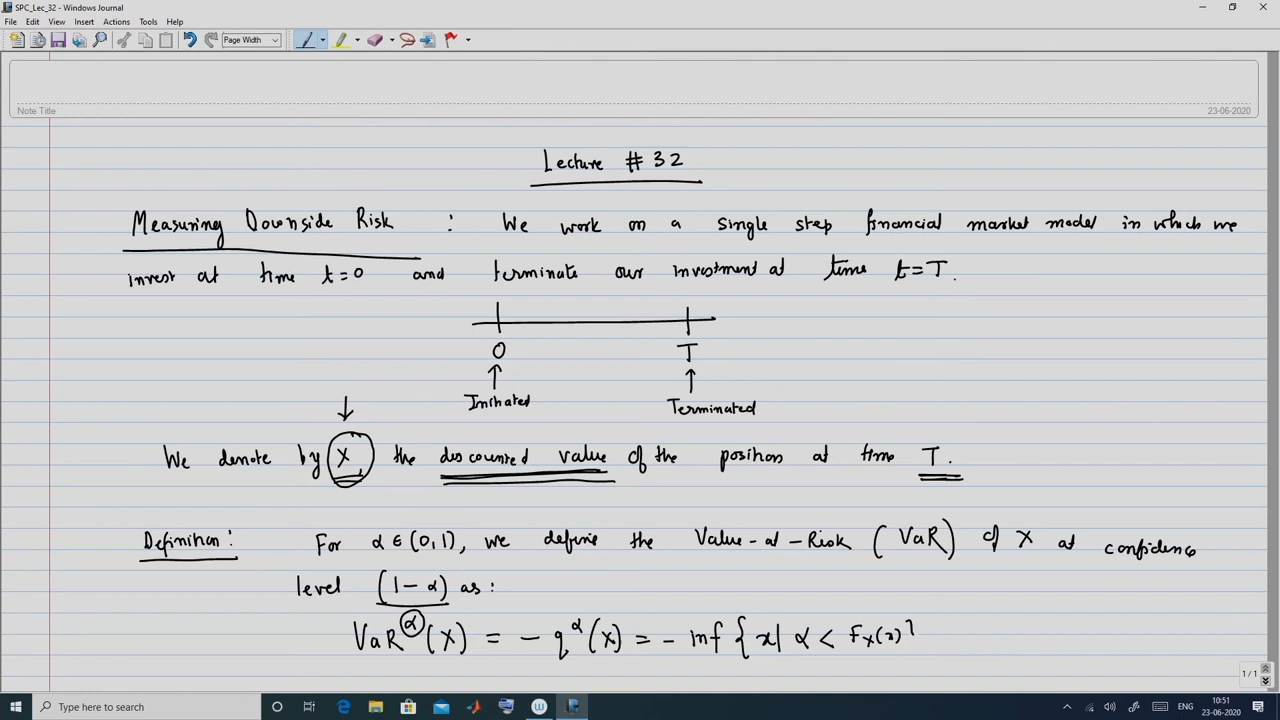 SPC_Lec_32 - Windows Journal
File Edit View Insert Actions Tools Help
Page Width
Note Title
23-06-2020
Lecture # 32
Measuring Downside Risk : We work on a single step financial market model in which we
invest at time t=0 and terminate our investment at time t=T.
0 T
Initiated Terminated
We denote by X the discounted value of the position at time T.
Definition: For α ∈ (0,1), we define the Value-at-Risk (VaR) of X at confidence
level (1-α) as:
VaR^α(X) = - q^α(X) = - inf { x| α < F_X(x)
1/1
Type here to search
ENG
10:51
23-06-2020